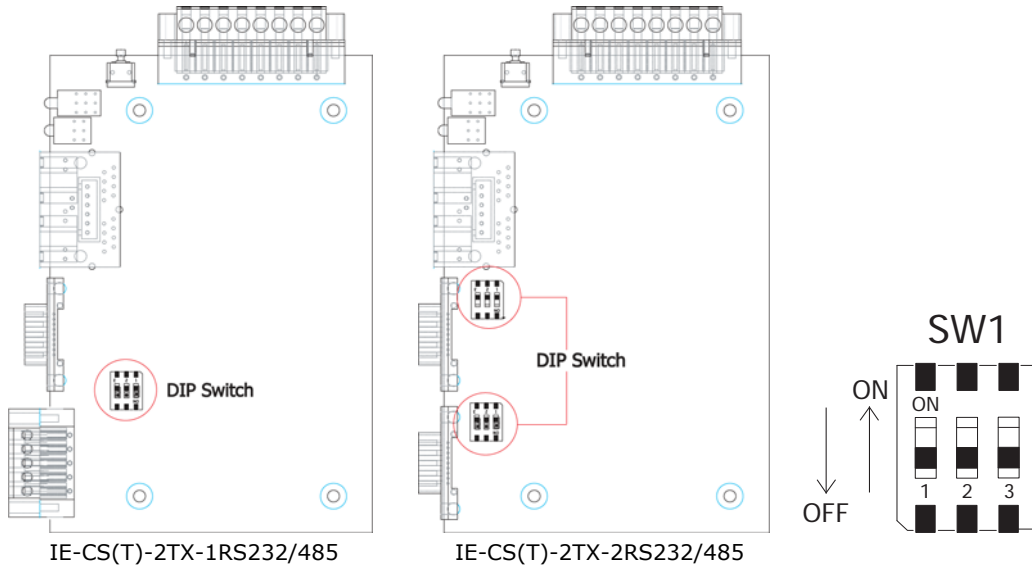 DIP Switch
IE-CS(T)-2TX-1RS232/485
DIP Switch
IE-CS(T)-2TX-2RS232/485
SW1
ON
OFF
ON
1 2 3